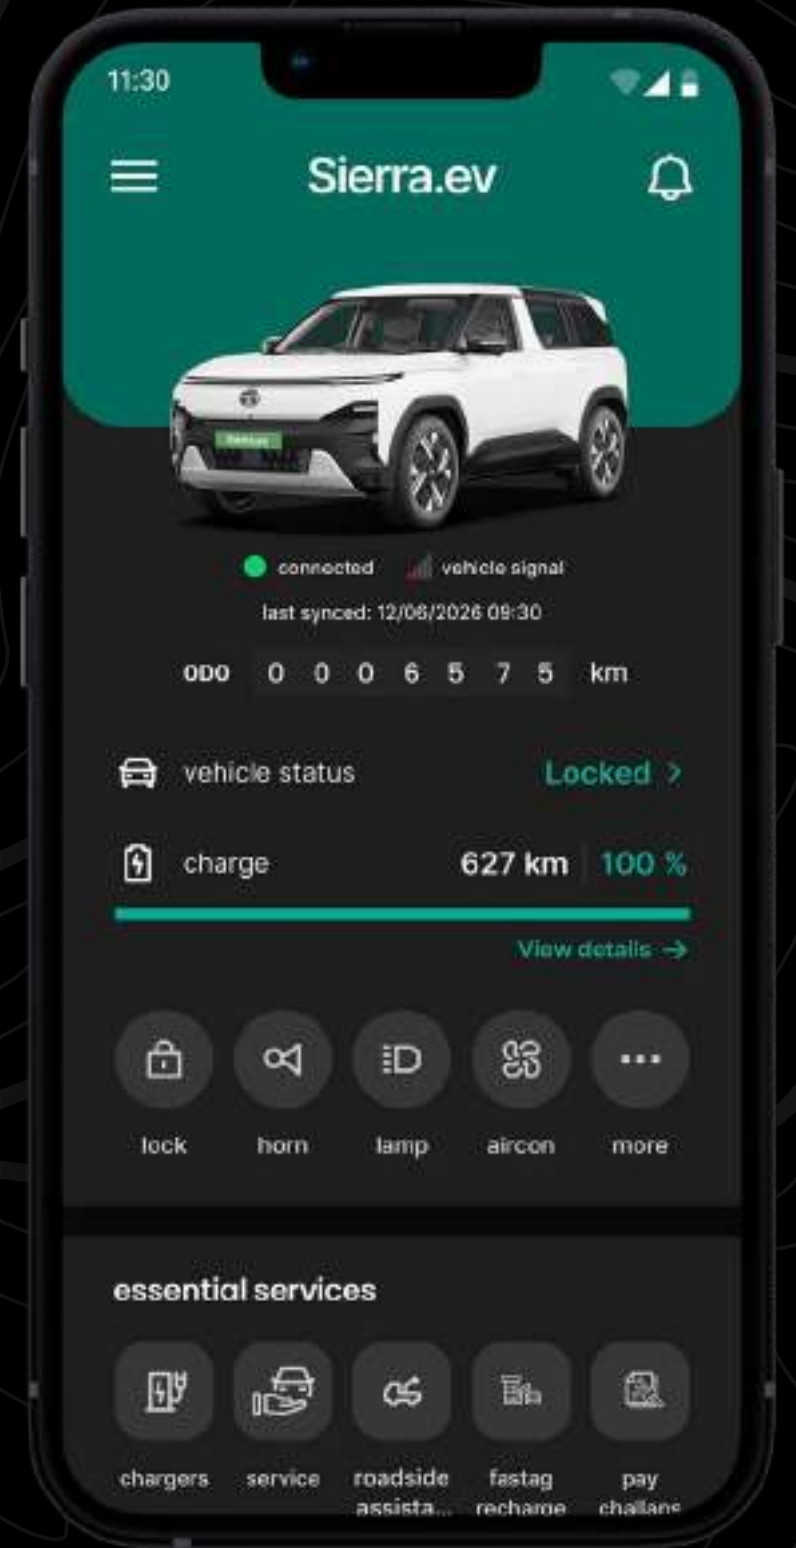 11:30
Sierra.ev
connected vehicle signal
last synced: 12/06/2026 09:30
ODO 0 0 0 6 5 7 5 km
vehicle status Locked >
charge 627 km 100 %
View details →
lock horn lamp aircon more
essential services
chargers service roadside fastag pay
assista... recharge challans